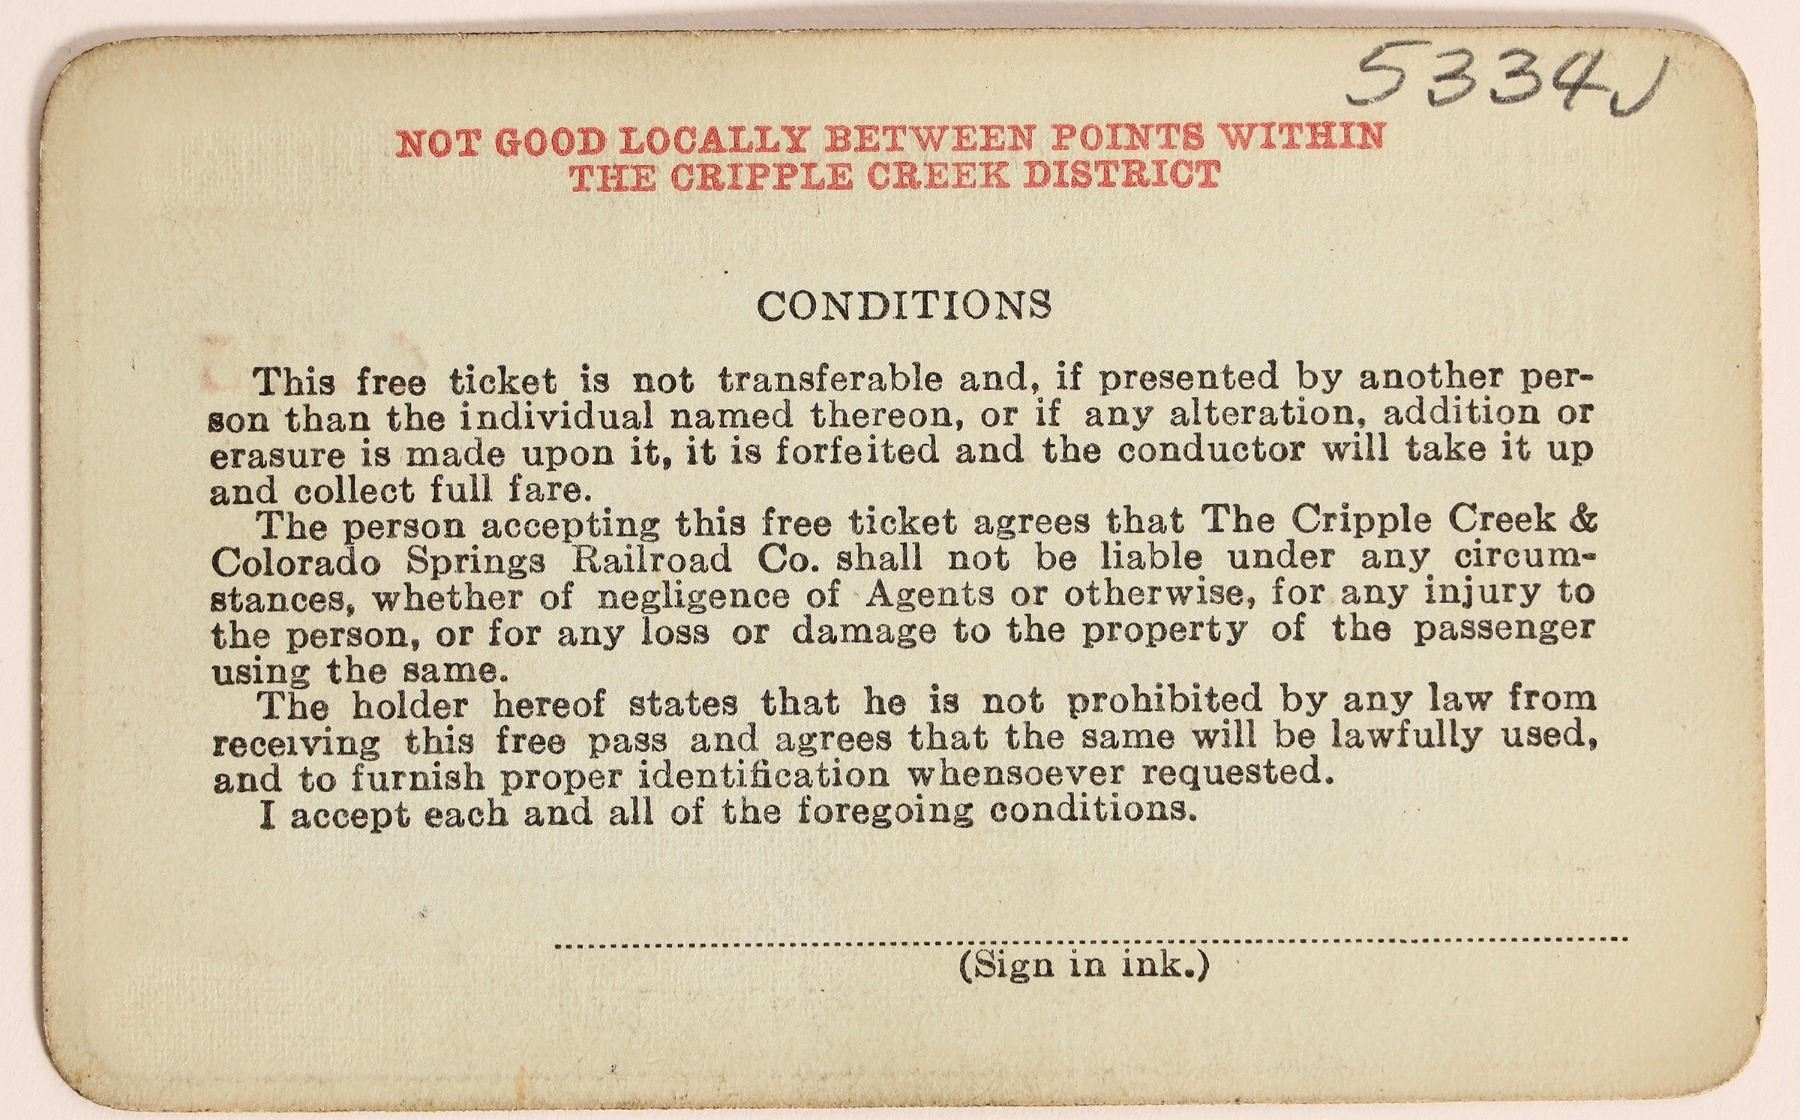 5334J
NOT GOOD LOCALLY BETWEEN POINTS WITHIN
THE CRIPPLE CREEK DISTRICT
CONDITIONS
This free ticket is not transferable and, if presented by another per-
son than the individual named thereon, or if any alteration, addition or
erasure is made upon it, it is forfeited and the conductor will take it up
and collect full fare.
The person accepting this free ticket agrees that The Cripple Creek &
Colorado Springs Railroad Co. shall not be liable under any circum-
stances, whether of negligence of Agents or otherwise, for any injury to
the person, or for any loss or damage to the property of the passenger
using the same.
The holder hereof states that he is not prohibited by any law from
receiving this free pass and agrees that the same will be lawfully used,
and to furnish proper identification whensoever requested.
I accept each and all of the foregoing conditions.
(Sign in ink.)